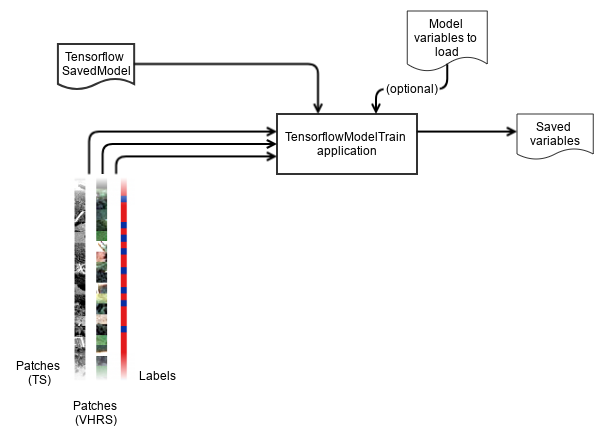 Model
variables to
load
Tensorflow
SavedModel
(optional)
TensorflowModelTrain
application
Saved
variables
Patches
(TS)
Labels
Patches
(VHRS)